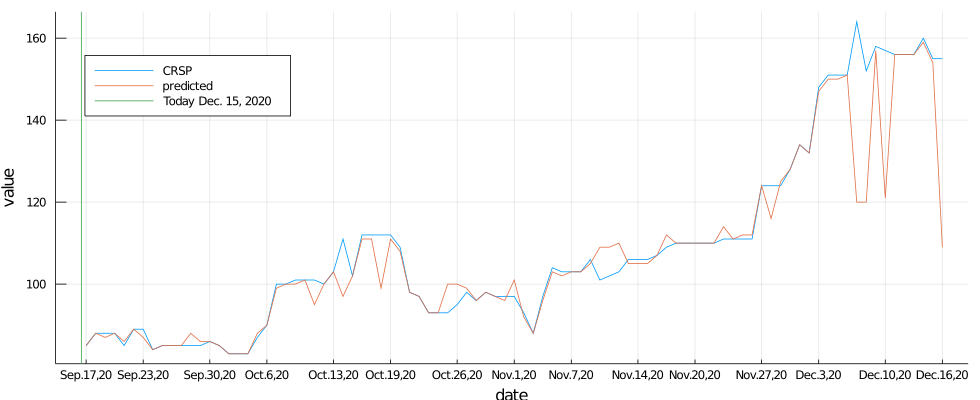 160
140
120
100
value
CRSP
predicted
Today Dec. 15, 2020
Sep.17,20 Sep.23,20 Sep.30,20 Oct.6,20 Oct.13,20 Oct.19,20 Oct.26,20 Nov.1,20 Nov.7,20 Nov.14,20 Nov.20,20 Nov.27,20 Dec.3,20 Dec.10,20 Dec.16,20
date